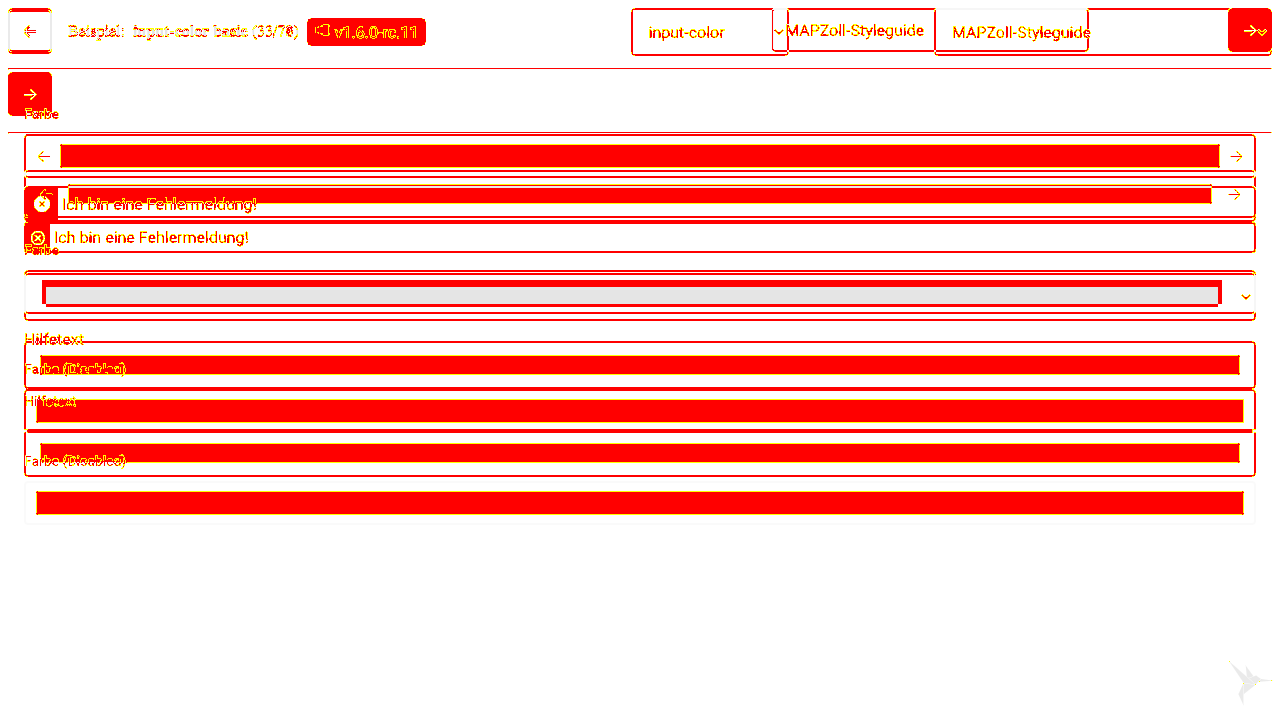 Beispiel: input-color basic (33/78) v1.6.0-rc.11 input-color MAPZoll-Styleguide MAPZoll-Styleguide
Farbe
Ich bin eine Fehlermeldung!
Ich bin eine Fehlermeldung!
Farbe
Hilfetext
Farbe (Disabled)
Hilfetext
Farbe (Disabled)